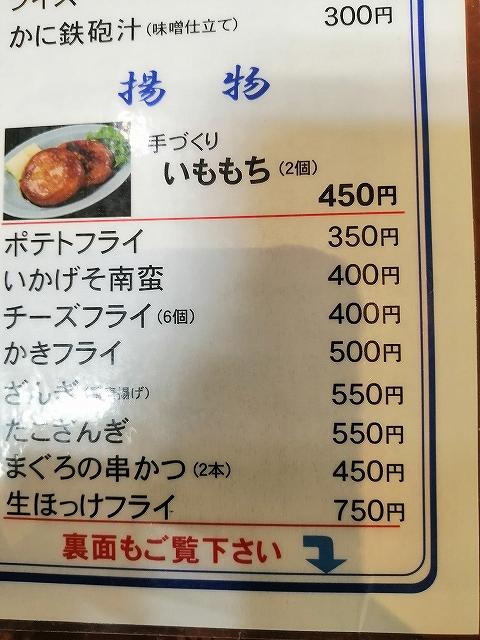 ライス
かに鉄砲汁(味噌仕立て) 300円
揚物
手づくり
いももち(2個)
450円
ポテトフライ 350円
いかげそ南蛮 400円
チーズフライ(6個) 400円
かきフライ 500円
ざんぎ 550円
たこざんぎ 550円
まぐろの串かつ(2本) 450円
生ほっけフライ 750円
裏面もご覧下さい